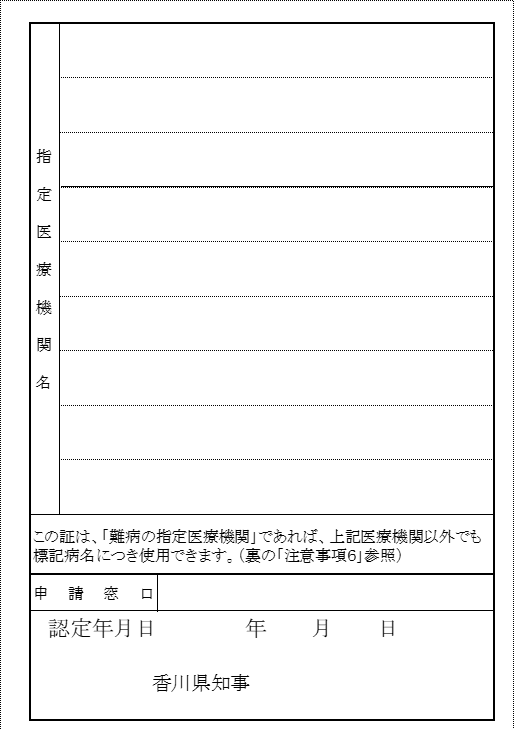 指定医療機関名
この証は、「難病の指定医療機関」であれば、上記医療機関以外でも
標記病名につき使用できます。（裏の「注意事項6」参照）
申請窓口
認定年月日　　　　年　　月　　日
香川県知事